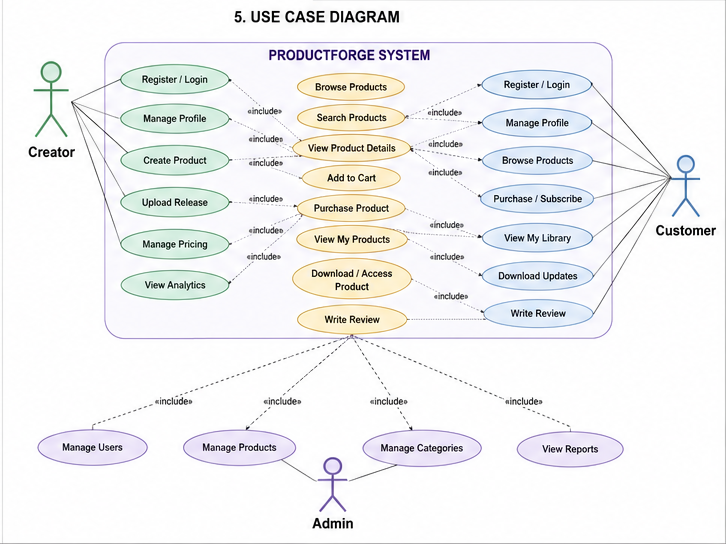 5. USE CASE DIAGRAM
PRODUCTFORGE SYSTEM
Creator
Register / Login
Manage Profile
Create Product
Upload Release
Manage Pricing
View Analytics
«include»
«include»
«include»
«include»
«include»
«include»
Browse Products
Search Products
View Product Details
Add to Cart
Purchase Product
View My Products
Download / Access
Product
Write Review
«include»
«include»
«include»
«include»
«include»
«include»
Register / Login
Manage Profile
Browse Products
Purchase / Subscribe
View My Library
Download Updates
Write Review
Customer
«include»
«include»
«include»
«include»
Manage Users
Manage Products
Manage Categories
View Reports
Admin